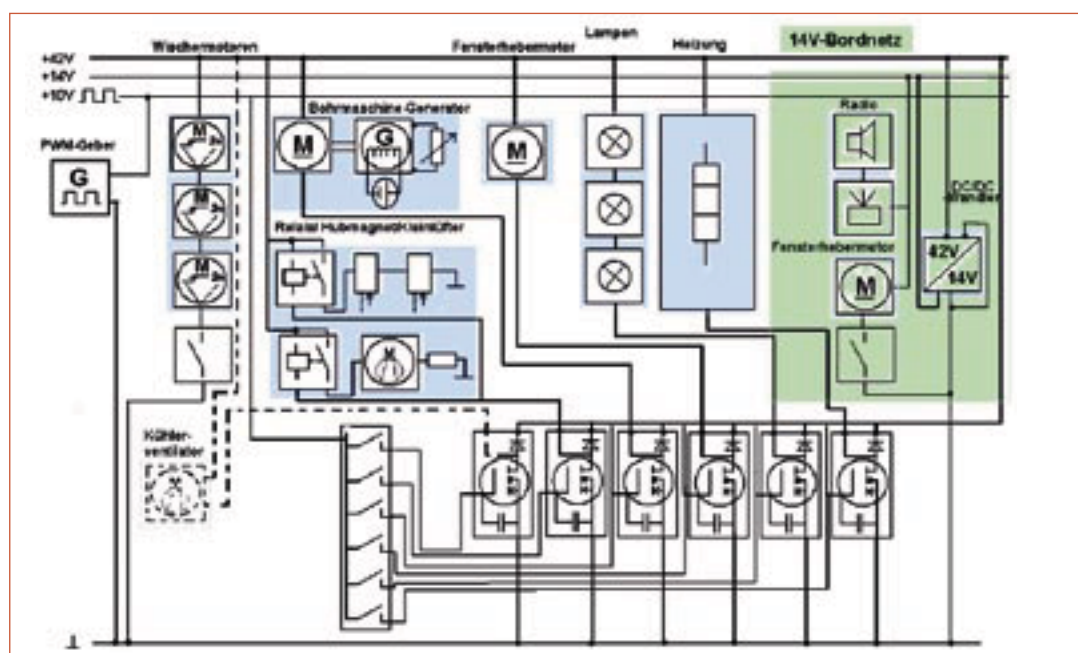 Wischermotoren
Fensterhebermotor
Lampen
Heizung
14V-Bordnetz
+42V
+14V
+10V
PWM-Geber
G
M
M
M
Bohrmaschine-Generator
M
G
M
Radio
DC/DC
-Wandler
Fensterhebermotor
42V
14V
M
Relais/ Hubmagnet/Kleinlüfter
Kühler-
ventilator